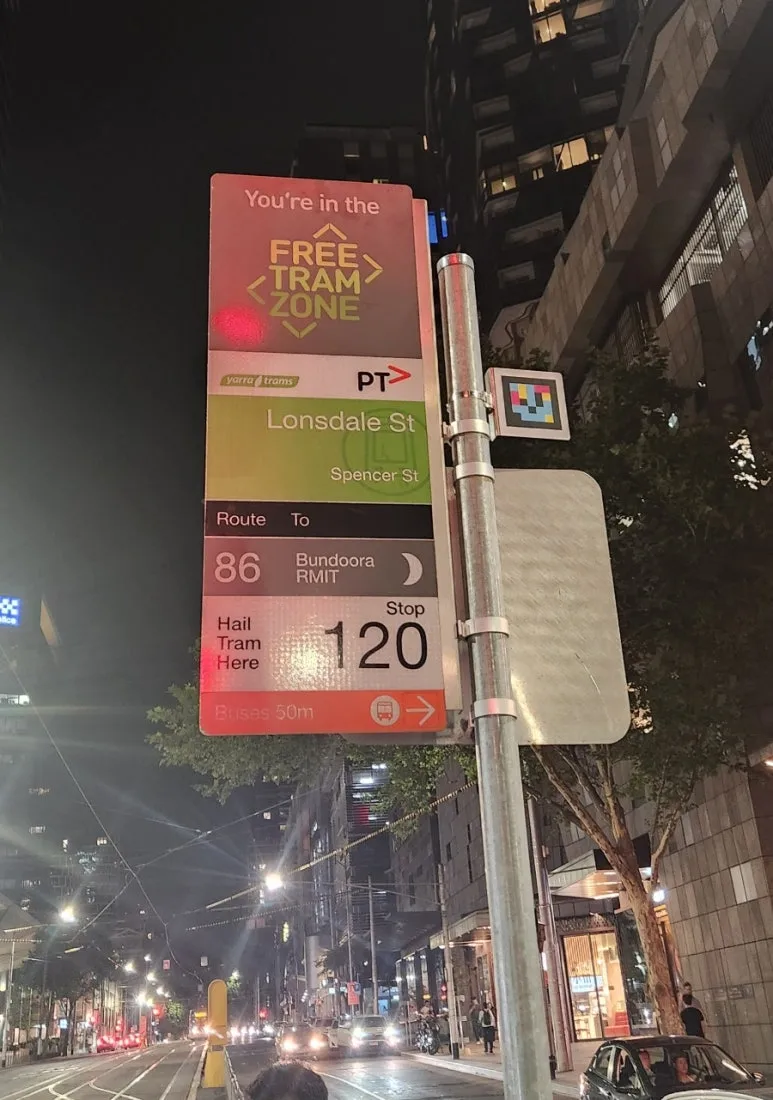 You're in the
FREE
TRAM
ZONE
yarra trams
PT>
Lonsdale St
Spencer St
Route To
86 Bundoora
RMIT
Stop
Hail
Tram
Here
120
Buses 50m